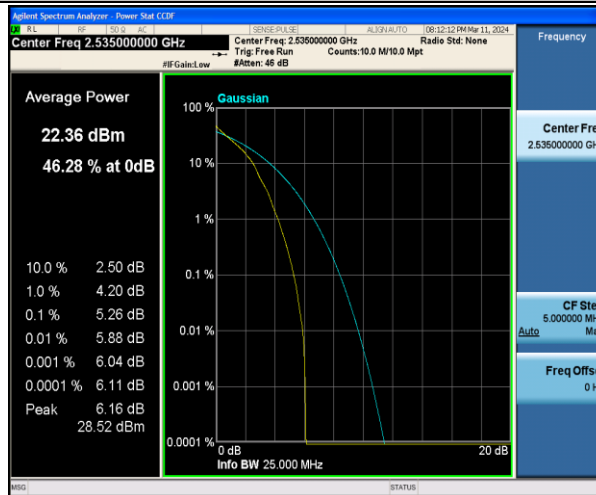 Agilent Spectrum Analyzer - Power Stat CCDF
RL RF 50 Ω AC SENSE:PULSE ALIGN AUTO 08:12:12 PM Mar 11, 2024
Center Freq 2.535000000 GHz
Center Freq: 2.535000000 GHz Radio Std: None
Trig: Free Run Counts:10.0 M/10.0 Mpt
#IFGain:Low #Atten: 46 dB
Frequency
Average Power
22.36 dBm
46.28 % at 0dB
10.0 % 2.50 dB
1.0 % 4.20 dB
0.1 % 5.26 dB
0.01 % 5.88 dB
0.001 % 6.04 dB
0.0001 % 6.11 dB
Peak 6.16 dB
28.52 dBm
Gaussian
100 %
10 %
1 %
0.1 %
0.01 %
0.001 %
0.0001 %
0 dB 20 dB
Info BW 25.000 MHz
Center Fre
2.535000000 GH
CF Ste
5.000000 MH
Auto Ma
Freq Offs
0 H
MSG STATUS